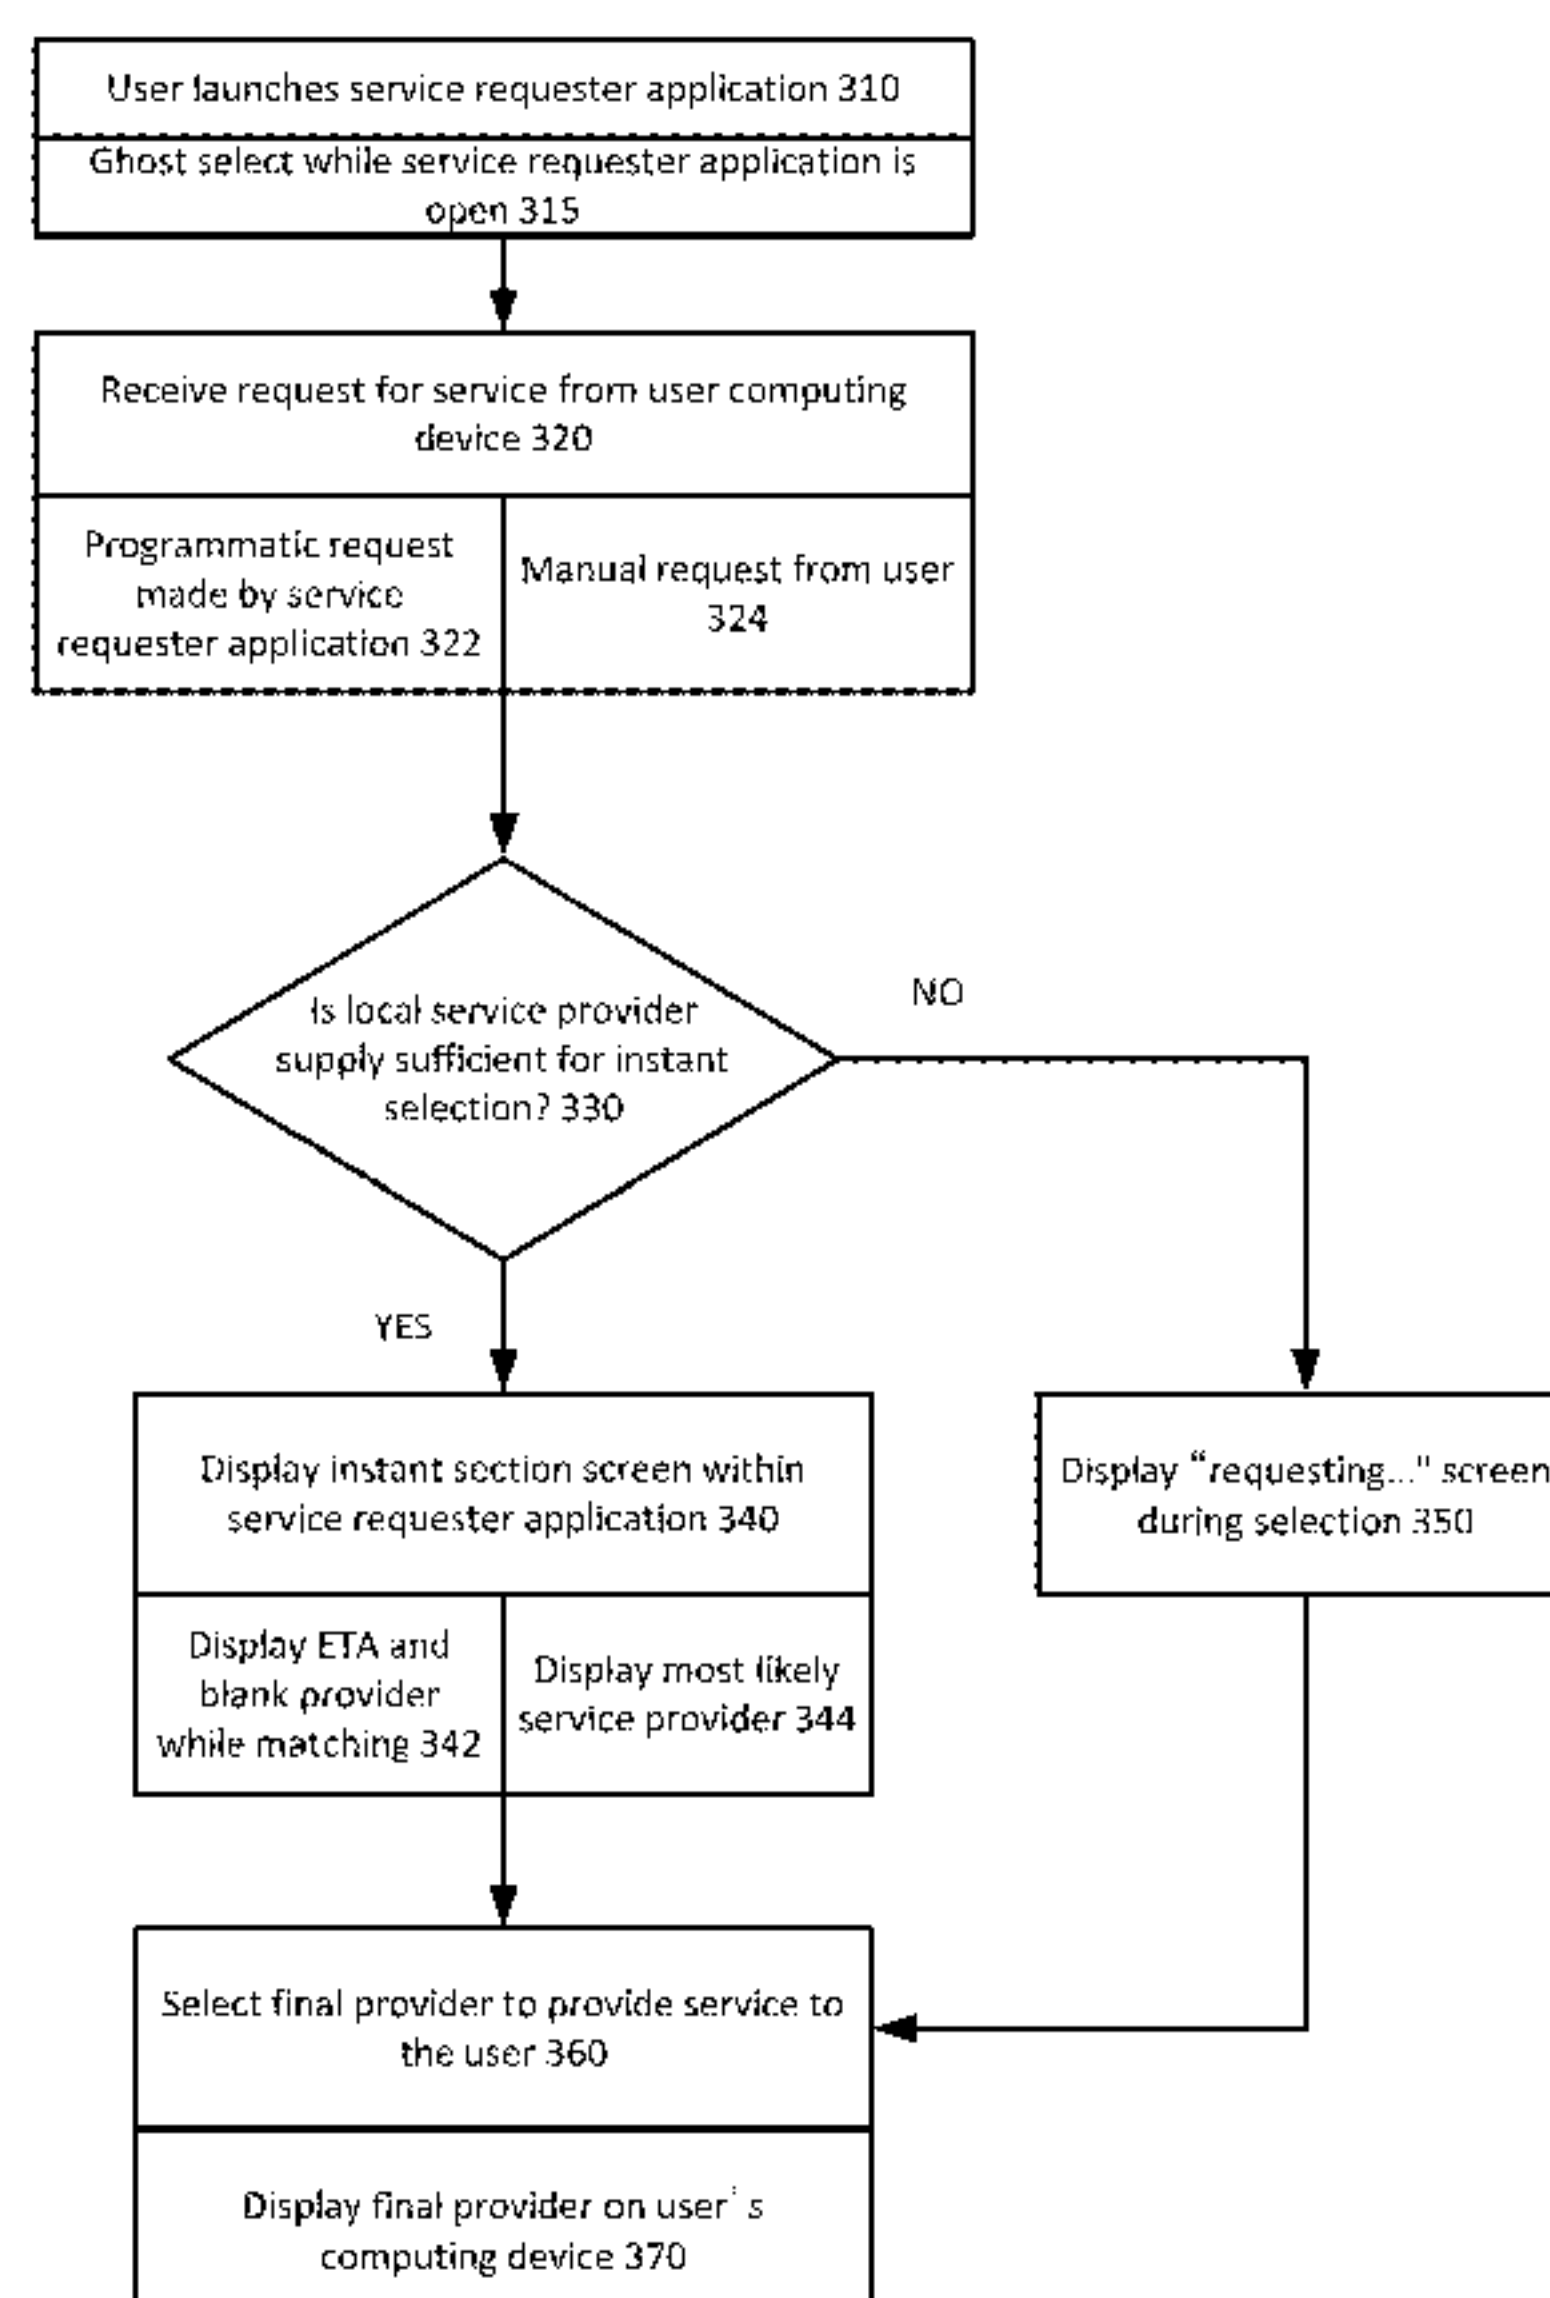 User launches service requester application 310
Ghost select while service requester application is
open 315
Receive request for service from user computing
device 320
Programmatic request
made by service
requester application 322
Manual request from user
324
Is local service provider
supply sufficient for instant
selection? 330
NO
YES
Display instant section screen within
service requester application 340
Display "requesting..." screen
during selection 350
Display ETA and
blank provider
while matching 342
Display most likely
service provider 344
Select final provider to provide service to
the user 360
Display final provider on user's
computing device 370